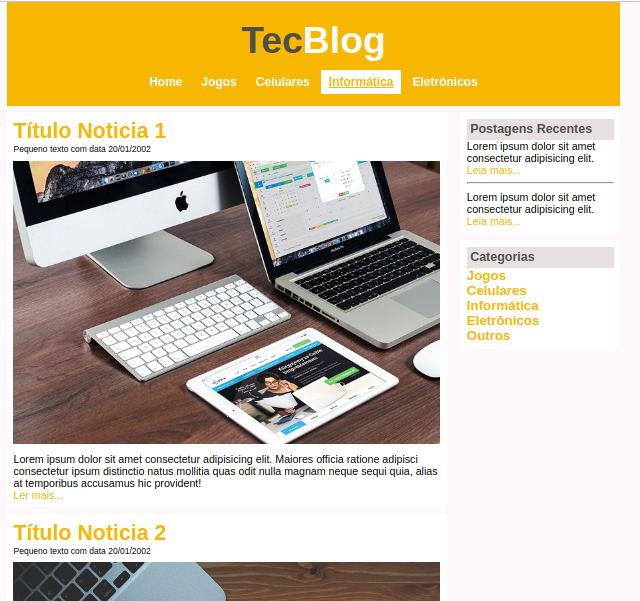 TecBlog
Home Jogos Celulares Informática Eletrônicos
Título Noticia 1
Pequeno texto com data 20/01/2002
Lorem ipsum dolor sit amet consectetur adipisicing elit. Maiores officia ratione adipisci
consectetur ipsum distinctio natus mollitia quas odit nulla magnam neque sequi quia, alias
at temporibus accusamus hic provident!
Ler mais...
Título Noticia 2
Pequeno texto com data 20/01/2002
Postagens Recentes
Lorem ipsum dolor sit amet
consectetur adipisicing elit.
Leia mais...
Lorem ipsum dolor sit amet
consectetur adipisicing elit.
Leia mais...
Categorias
Jogos
Celulares
Informática
Eletrônicos
Outros